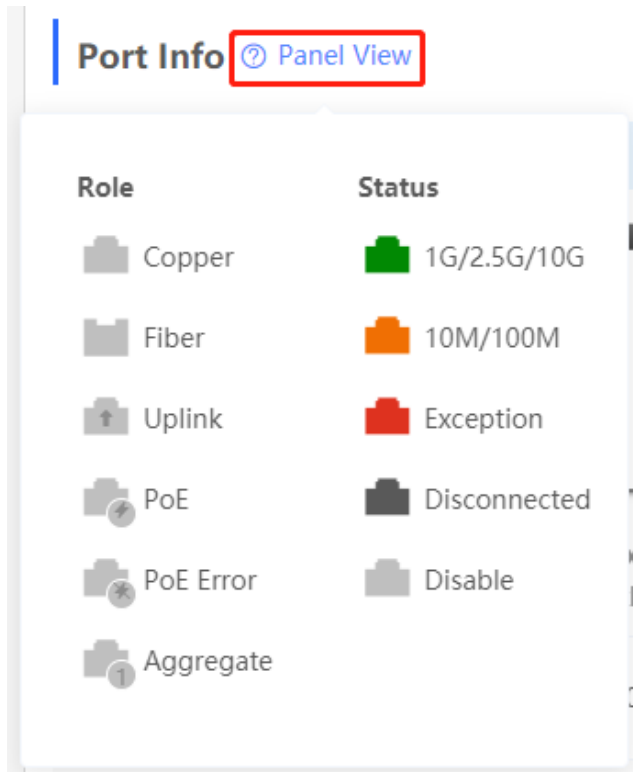 Port Info ? Panel View
Role Status
Copper 1G/2.5G/10G
Fiber 10M/100M
Uplink Exception
PoE Disconnected
PoE Error Disable
1 Aggregate